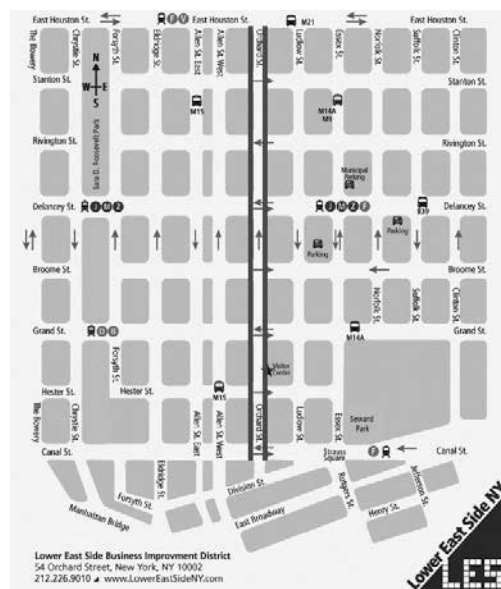 East Houston St.
F V
East Houston St.
M21
East Houston St.
The Bowery
Chrystie St.
Forsyth St.
Eldridge St.
Allen St. East
Allen St. West
Orchard St.
Ludlow St.
Essex St.
Norfolk St.
Suffolk St.
Clinton St.
N
W E
S
Stanton St.
Stanton St.
M15
M14A
M9
Rivington St.
Rivington St.
Sara D. Roosevelt Park
Municipal
Parking
Delancey St.
J M Z
J M Z F
B39
Delancey St.
Parking
Parking
Broome St.
Broome St.
Norfolk St.
Suffolk St.
Clinton St.
Grand St.
D B
M14A
Grand St.
Forsyth St.
Visitor
Center
Hester St.
Hester St.
M15
The Bowery
Chrystie St.
Allen St. East
Allen St. West
Orchard St.
Ludlow St.
Essex St.
Seward
Park
Canal St.
Straus
Square
F
Canal St.
Eldridge St.
Forsyth St.
Division St.
East Broadway
Rutgers St.
Jefferson St.
Henry St.
Manhattan Bridge
Lower East Side Business Improvment District
54 Orchard Street, New York, NY 10002
212.226.9010 www.LowerEastSideNY.com
Lower East Side NY
LES